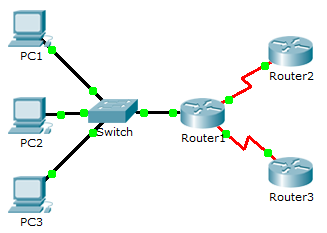 PC1
Router2
Switch
PC2
Router1
PC3
Router3